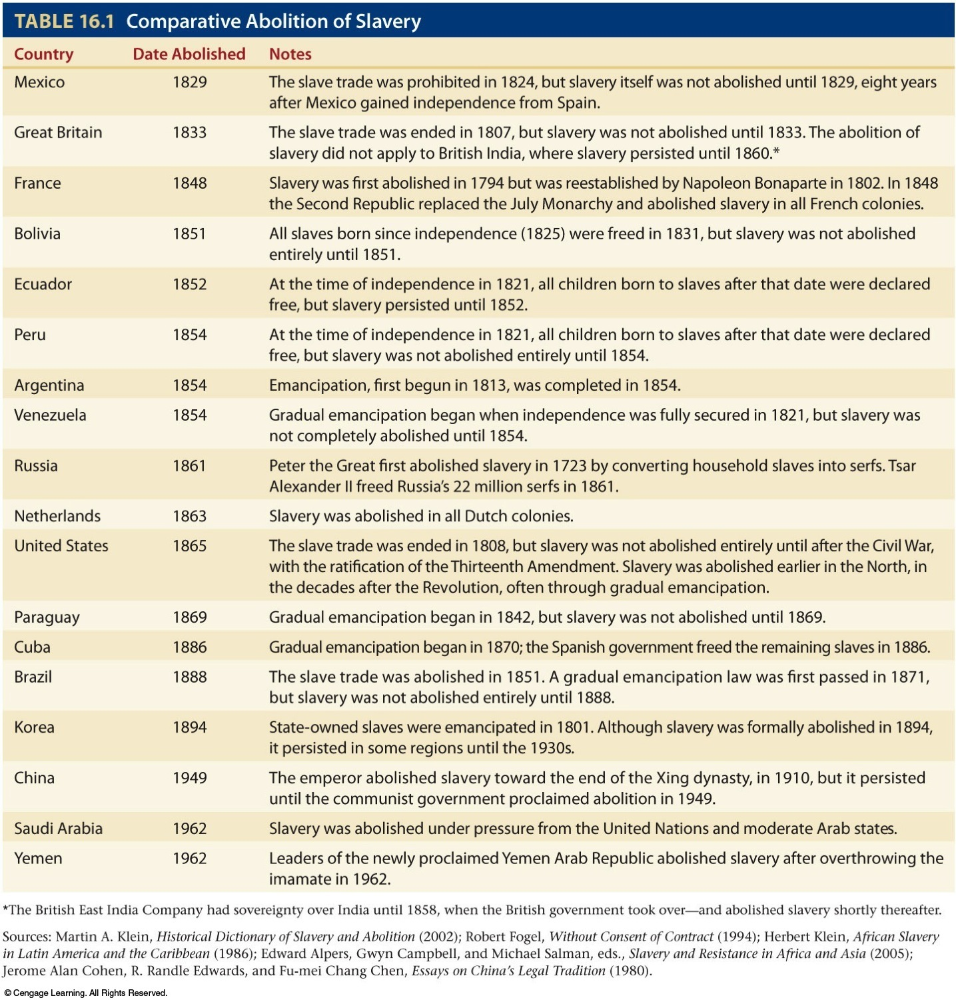 TABLE 16.1 Comparative Abolition of Slavery
Country Date Abolished Notes
Mexico 1829 The slave trade was prohibited in 1824, but slavery itself was not abolished until 1829, eight years
after Mexico gained independence from Spain.
Great Britain 1833 The slave trade was ended in 1807, but slavery was not abolished until 1833. The abolition of
slavery did not apply to British India, where slavery persisted until 1860.*
France 1848 Slavery was first abolished in 1794 but was reestablished by Napoleon Bonaparte in 1802. In 1848
the Second Republic replaced the July Monarchy and abolished slavery in all French colonies.
Bolivia 1851 All slaves born since independence (1825) were freed in 1831, but slavery was not abolished
entirely until 1851.
Ecuador 1852 At the time of independence in 1821, all children born to slaves after that date were declared
free, but slavery persisted until 1852.
Peru 1854 At the time of independence in 1821, all children born to slaves after that date were declared
free, but slavery was not abolished entirely until 1854.
Argentina 1854 Emancipation, first begun in 1813, was completed in 1854.
Venezuela 1854 Gradual emancipation began when independence was fully secured in 1821, but slavery was
not completely abolished until 1854.
Russia 1861 Peter the Great first abolished slavery in 1723 by converting household slaves into serfs. Tsar
Alexander II freed Russia's 22 million serfs in 1861.
Netherlands 1863 Slavery was abolished in all Dutch colonies.
United States 1865 The slave trade was ended in 1808, but slavery was not abolished entirely until after the Civil War,
with the ratification of the Thirteenth Amendment. Slavery was abolished earlier in the North, in
the decades after the Revolution, often through gradual emancipation.
Paraguay 1869 Gradual emancipation began in 1842, but slavery was not abolished until 1869.
Cuba 1886 Gradual emancipation began in 1870; the Spanish government freed the remaining slaves in 1886.
Brazil 1888 The slave trade was abolished in 1851. A gradual emancipation law was first passed in 1871,
but slavery was not abolished entirely until 1888.
Korea 1894 State-owned slaves were emancipated in 1801. Although slavery was formally abolished in 1894,
it persisted in some regions until the 1930s.
China 1949 The emperor abolished slavery toward the end of the Xing dynasty, in 1910, but it persisted
until the communist government proclaimed abolition in 1949.
Saudi Arabia 1962 Slavery was abolished under pressure from the United Nations and moderate Arab states.
Yemen 1962 Leaders of the newly proclaimed Yemen Arab Republic abolished slavery after overthrowing the
imamate in 1962.
*The British East India Company had sovereignty over India until 1858, when the British government took over—and abolished slavery shortly thereafter.
Sources: Martin A. Klein, Historical Dictionary of Slavery and Abolition (2002); Robert Fogel, Without Consent of Contract (1994); Herbert Klein, African Slavery
in Latin America and the Caribbean (1986); Edward Alpers, Gwyn Campbell, and Michael Salman, eds., Slavery and Resistance in Africa and Asia (2005);
Jerome Alan Cohen, R. Randle Edwards, and Fu-mei Chang Chen, Essays on China's Legal Tradition (1980).
© Cengage Learning. All Rights Reserved.